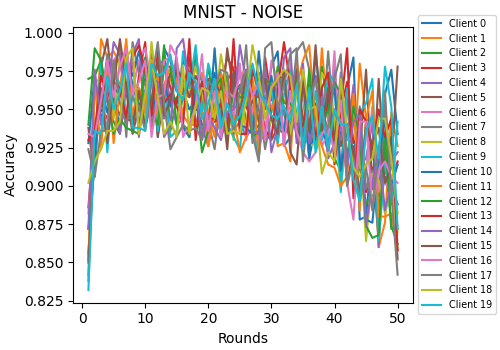 MNIST - NOISE
1.000
0.975
0.950
0.925
0.900
0.875
0.850
0.825
Accuracy
0 10 20 30 40 50
Rounds
Client 0
Client 1
Client 2
Client 3
Client 4
Client 5
Client 6
Client 7
Client 8
Client 9
Client 10
Client 11
Client 12
Client 13
Client 14
Client 15
Client 16
Client 17
Client 18
Client 19